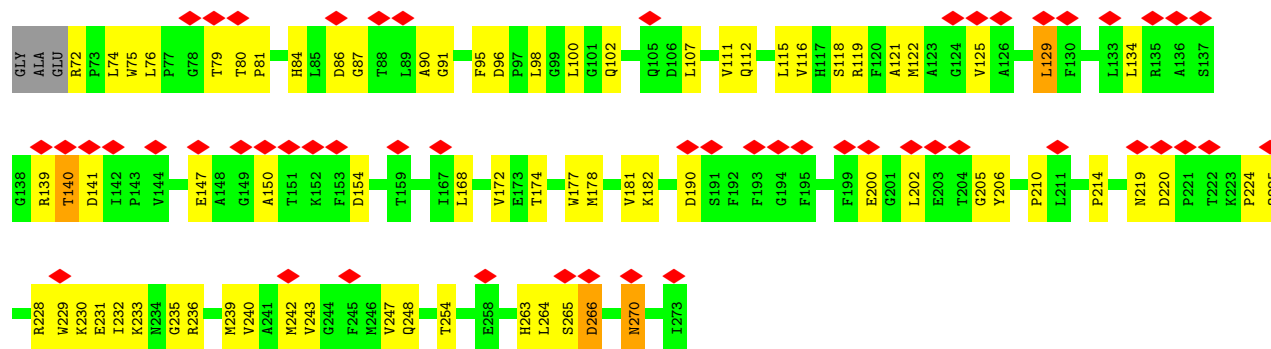 GLY ALA GLU R72 P73 L74 W75 L76 P77 G78 T79 T80 P81 H84 L85 D86 G87 T88 L89 A90 G91 F95 D96 P97 L98 G99 L100 G101 Q102 Q105 D106 L107 V111 Q112 L115 V116 H117 S118 R119 F120 A121 M122 A123 G124 V125 A126 L129 F130 L133 L134 R135 A136 S137
G138 R139 T140 D141 I142 P143 V144 E147 A148 G149 A150 T151 K152 F153 D154 T159 I167 L168 V172 E173 T174 W177 M178 V181 K182 D190 S191 F192 F193 G194 F195 F199 E200 G201 L202 E203 T204 G205 Y206 P210 L211 P214 N219 D220 P221 T222 K223 P224
R228 W229 K230 E231 I232 K233 N234 G235 R236 M239 V240 A241 M242 V243 G244 F245 M246 V247 Q248 T254 E258 H263 L264 S265 D266 N270 I273